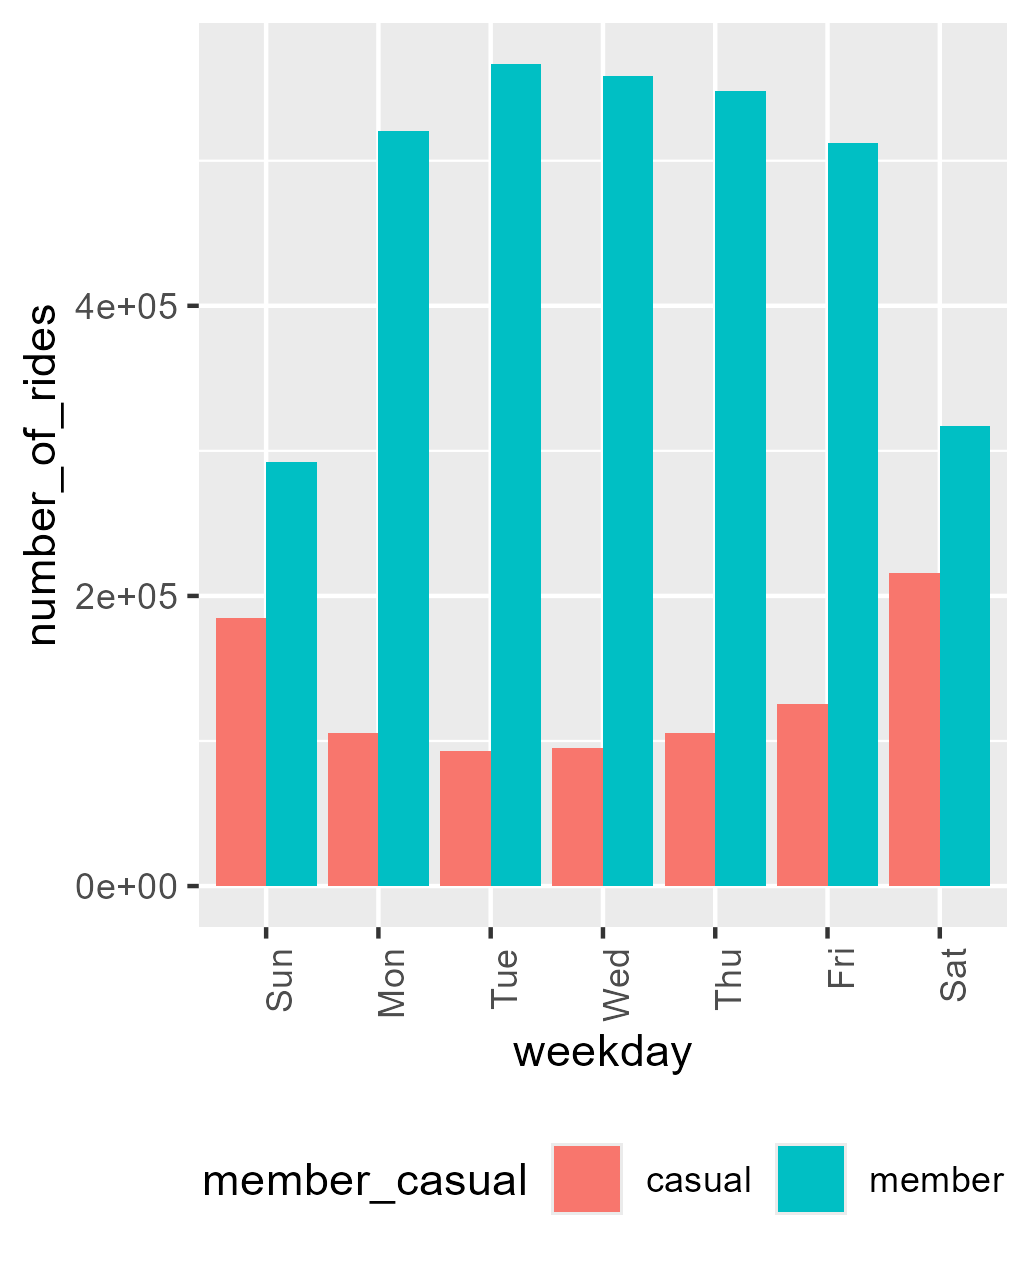 number_of_rides
4e+05
2e+05
0e+00
Sun Mon Tue Wed Thu Fri Sat
weekday
member_casual casual member